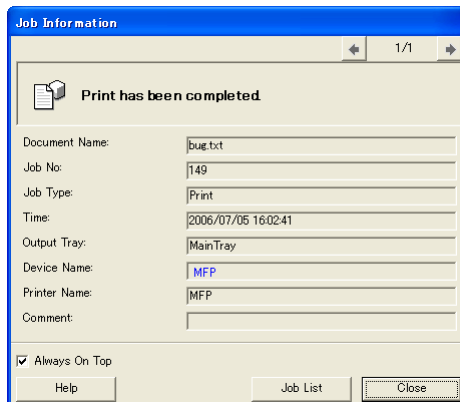 Job Information
1/1
Print has been completed.
Document Name: bug.txt
Job No: 149
Job Type: Print
Time: 2006/07/05 16:02:41
Output Tray: MainTray
Device Name: MFP
Printer Name: MFP
Comment:
Always On Top
Help Job List Close